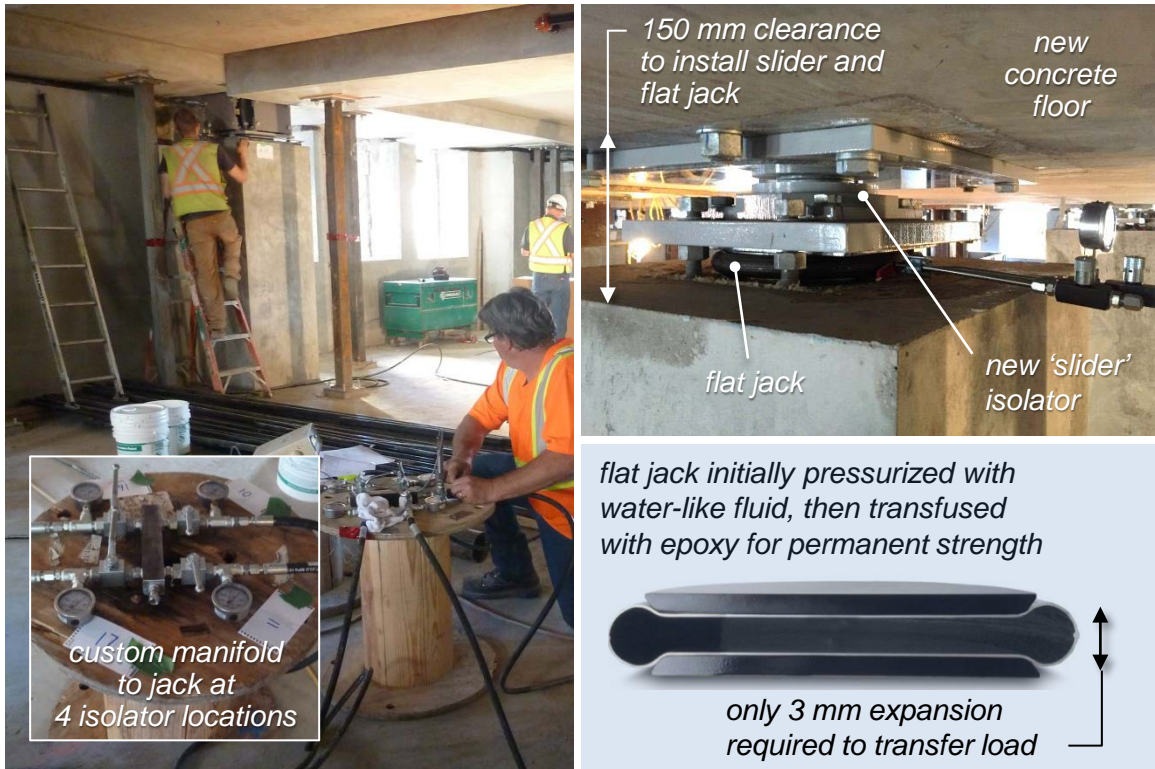 150 mm clearance
to install slider and
flat jack
new
concrete
floor
flat jack
new ‘slider’
isolator
custom manifold
to jack at
4 isolator locations
10
11
flat jack initially pressurized with
water-like fluid, then transfused
with epoxy for permanent strength
only 3 mm expansion
required to transfer load